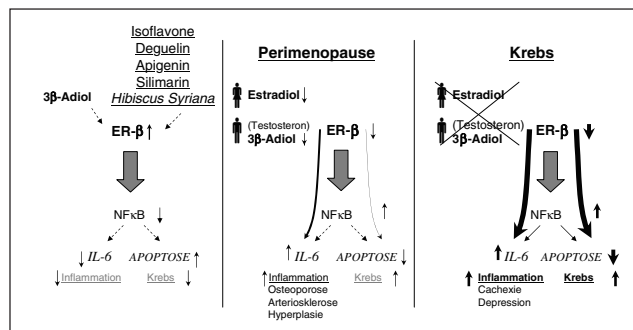 Isoflavone
Deguelin
Apigenin
Silimarin
Hibiscus Syriana
3β-Adiol
ER-β↑
NFκB ↓
↓ IL-6 APOPTOSE ↑
↓ Inflammation Krebs ↓
Perimenopause
Estradiol ↓
(Testosteron)
3β-Adiol ↓
ER-β ↓
↑
NFκB
↑ IL-6 APOPTOSE ↓
↑ Inflammation Krebs ↑
Osteoporose
Arteriosklerose
Hyperplasie
Krebs
Estradiol
(Testosteron)
3β-Adiol
ER-β ↓
NFκB ↑
↑ IL-6 APOPTOSE ↓
↑ Inflammation Krebs ↑
Cachexie
Depression